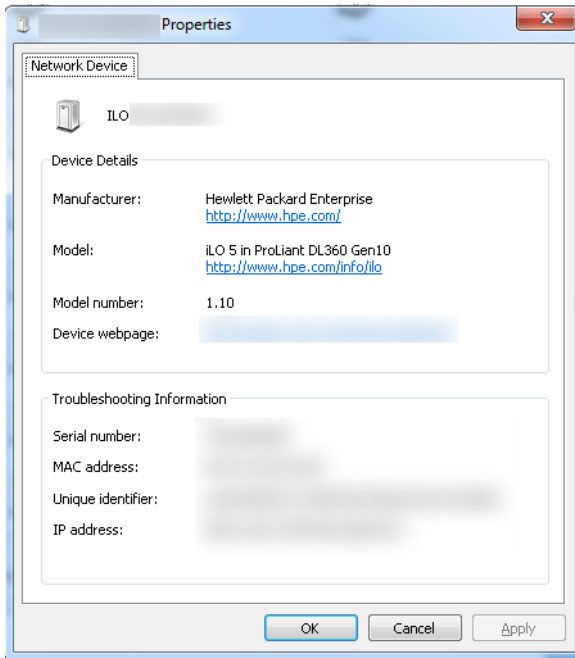 Properties
Network Device
ILO
Device Details
Manufacturer: Hewlett Packard Enterprise
http://www.hpe.com/
Model: iLO 5 in ProLiant DL360 Gen10
http://www.hpe.com/info/ilo
Model number: 1.10
Device webpage:
Troubleshooting Information
Serial number:
MAC address:
Unique identifier:
IP address:
OK Cancel Apply